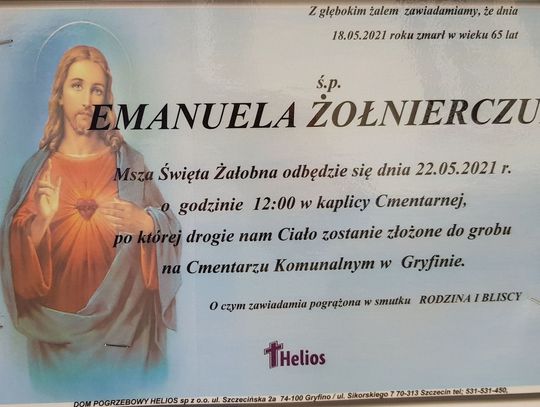 Z głębokim żalem zawiadamiamy, że dnia
18.05.2021 roku zmarł w wieku 65 lat
ś.p.
EMANUELA ŻOŁNIERCZU
Msza Święta Żałobna odbędzie się dnia 22.05.2021 r.
o godzinie 12:00 w kaplicy Cmentarnej,
po której drogie nam Ciało zostanie złożone do grobu
na Cmentarzu Komunalnym w Gryfinie.
O czym zawiadamia pogrążona w smutku RODZINA I BLISCY
Helios
DOM POGRZEBOWY HELIOS sp z o.o. ul. Szczecińska 2a 74-100 Gryfino / ul. Sikorskiego 7 70-313 Szczecin tel; 531-531-450,